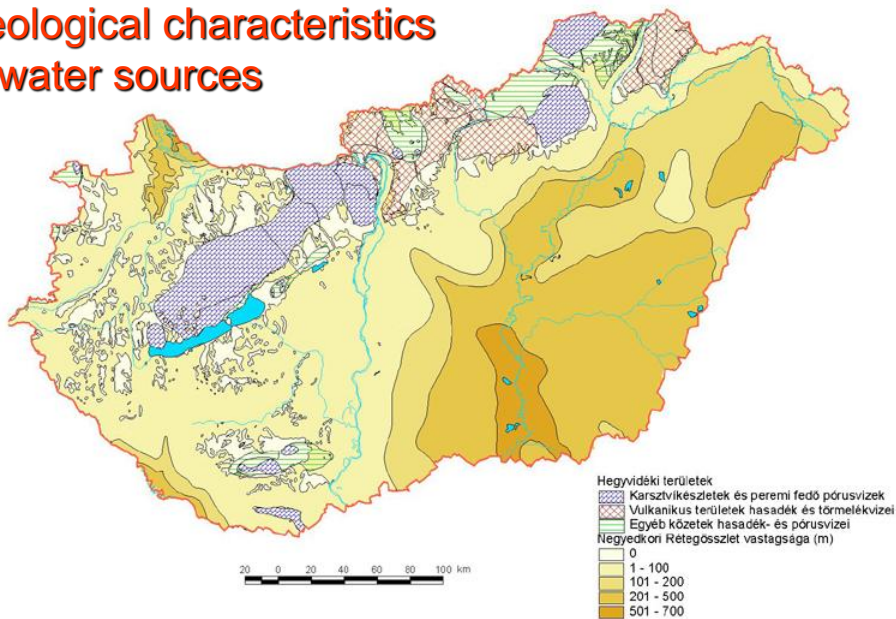 eological characteristics
water sources
Hegyvidéki területek
Karsztvíkészletek és peremi fedő pórusvizek
Vulkanikus területek hasadék és törmelékvizei
Egyéb kőzetek hasadék- és pórusvizei
Negyedkori Rétegösszlet vastagsága (m)
0
1 - 100
101 - 200
201 - 500
501 - 700
20 0 20 40 60 80 100 km